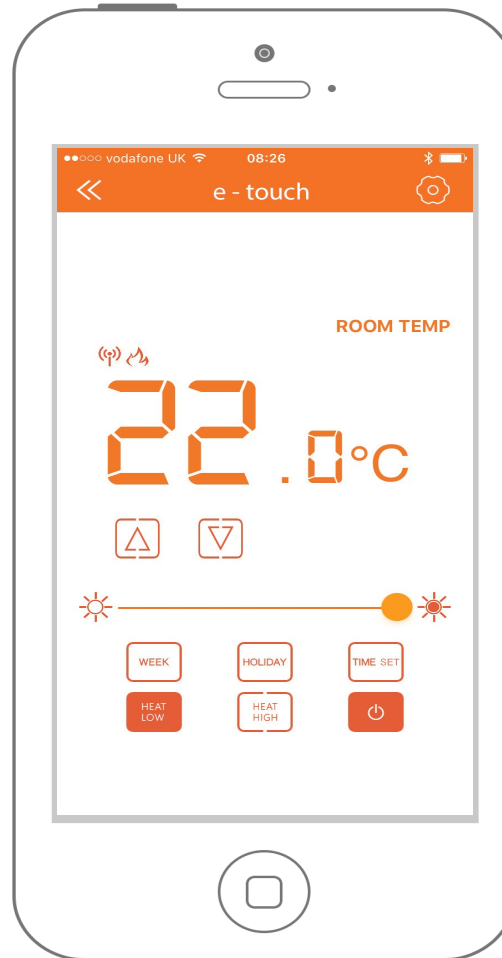 vodafone UK 08:26
e - touch
ROOM TEMP
22.0°C
WEEK HOLIDAY TIME SET
HEAT LOW
HEAT HIGH